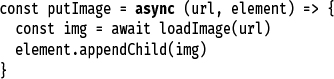 const putImage = async (url, element) => {
  const img = await loadImage(url)
  element.appendChild(img)
}